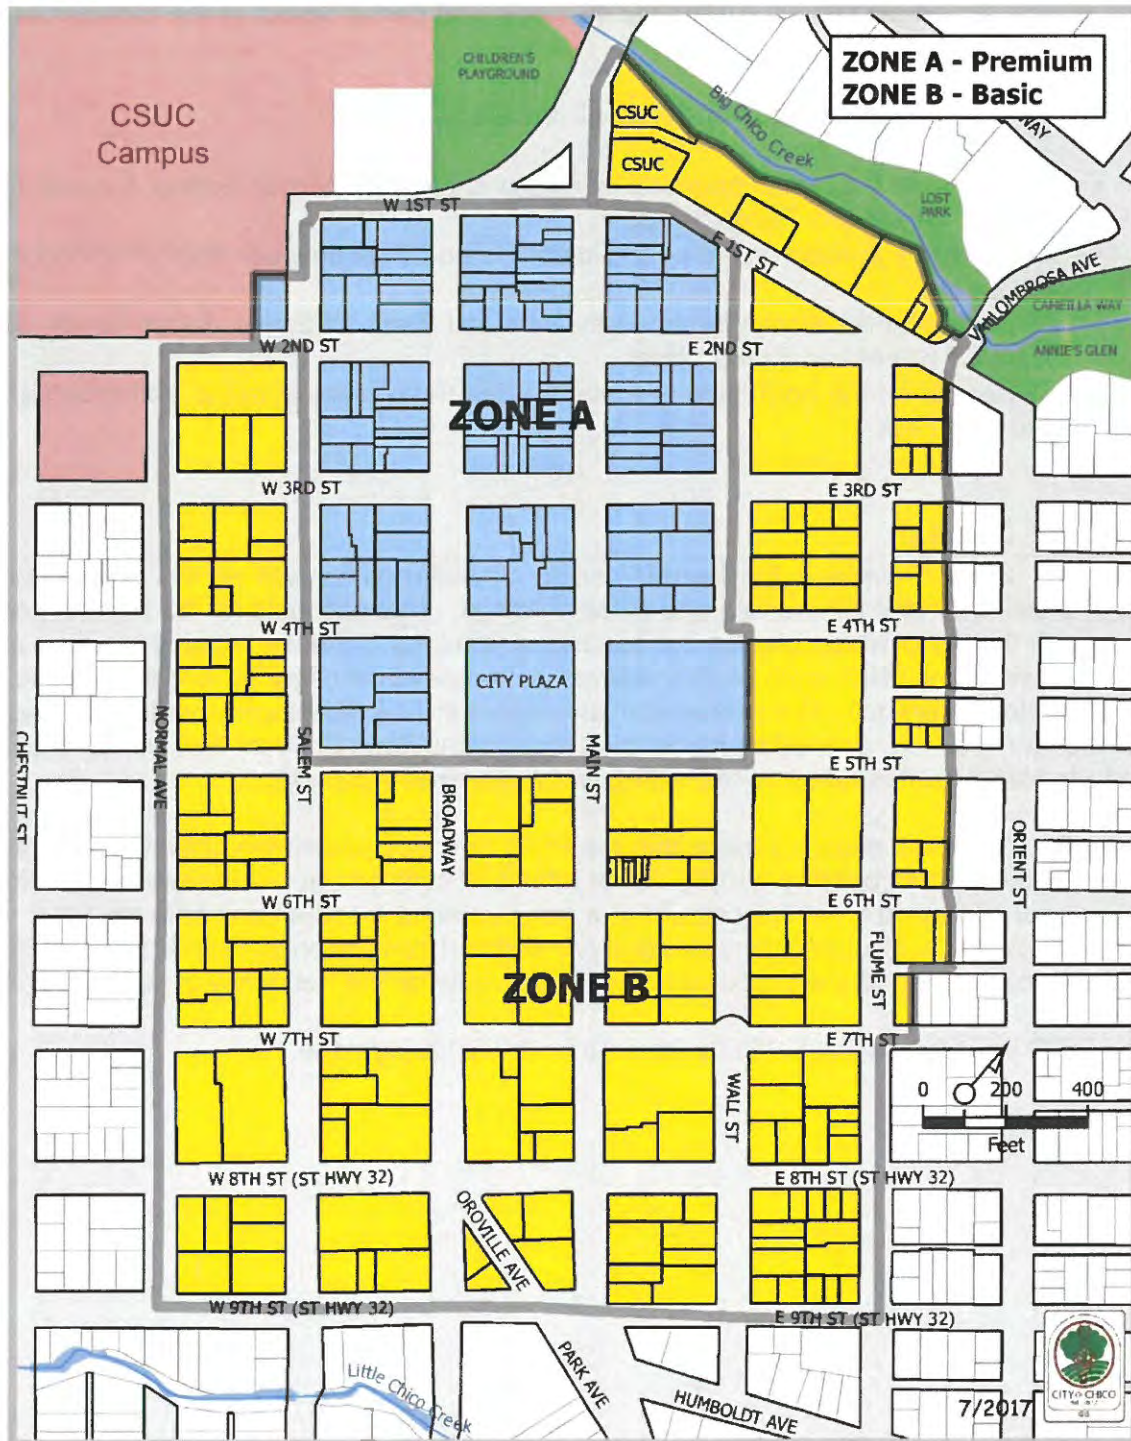 ZONE A - Premium
ZONE B - Basic
CHILDREN'S
PLAYGROUND
CSUC
Campus
CSUC
CSUC
Big Chico Creek
WAY
LOST
PARK
W 1ST ST
E 1ST ST
VALLOMBROSA AVE
CAMELLIA WAY
ANNIE'S GLEN
W 2ND ST
E 2ND ST
ZONE A
W 3RD ST
E 3RD ST
W 4TH ST
E 4TH ST
CITY PLAZA
CHESTNUT ST
NORMAL AVE
SALEM ST
BROADWAY
MAIN ST
E 5TH ST
ORIENT ST
W 6TH ST
E 6TH ST
FLUME ST
ZONE B
W 7TH ST
E 7TH ST
WALL ST
0 200 400
Feet
W 8TH ST (ST HWY 32)
E 8TH ST (ST HWY 32)
OROVILLE AVE
W 9TH ST (ST HWY 32)
E 9TH ST (ST HWY 32)
Little Chico Creek
PARK AVE
HUMBOLDT AVE
7/2017
CITY OF CHICO